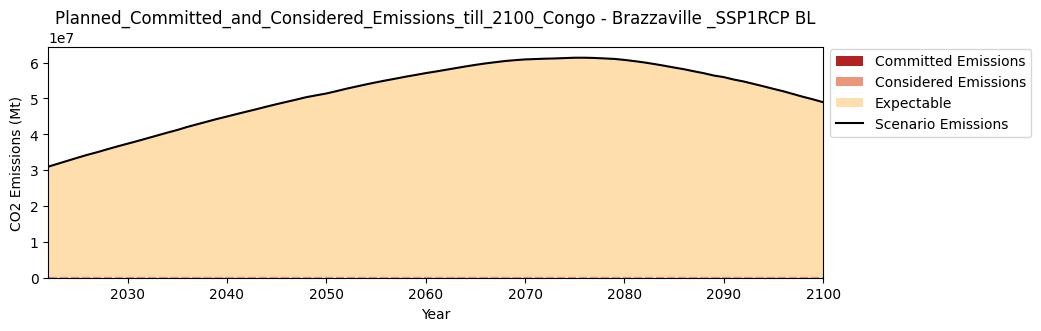 Planned_Committed_and_Considered_Emissions_till_2100_Congo - Brazzaville _SSP1RCP BL
1e7
6
5
4
3
2
1
0
CO2 Emissions (Mt)
2030 2040 2050 2060 2070 2080 2090 2100
Year
Committed Emissions
Considered Emissions
Expectable
Scenario Emissions